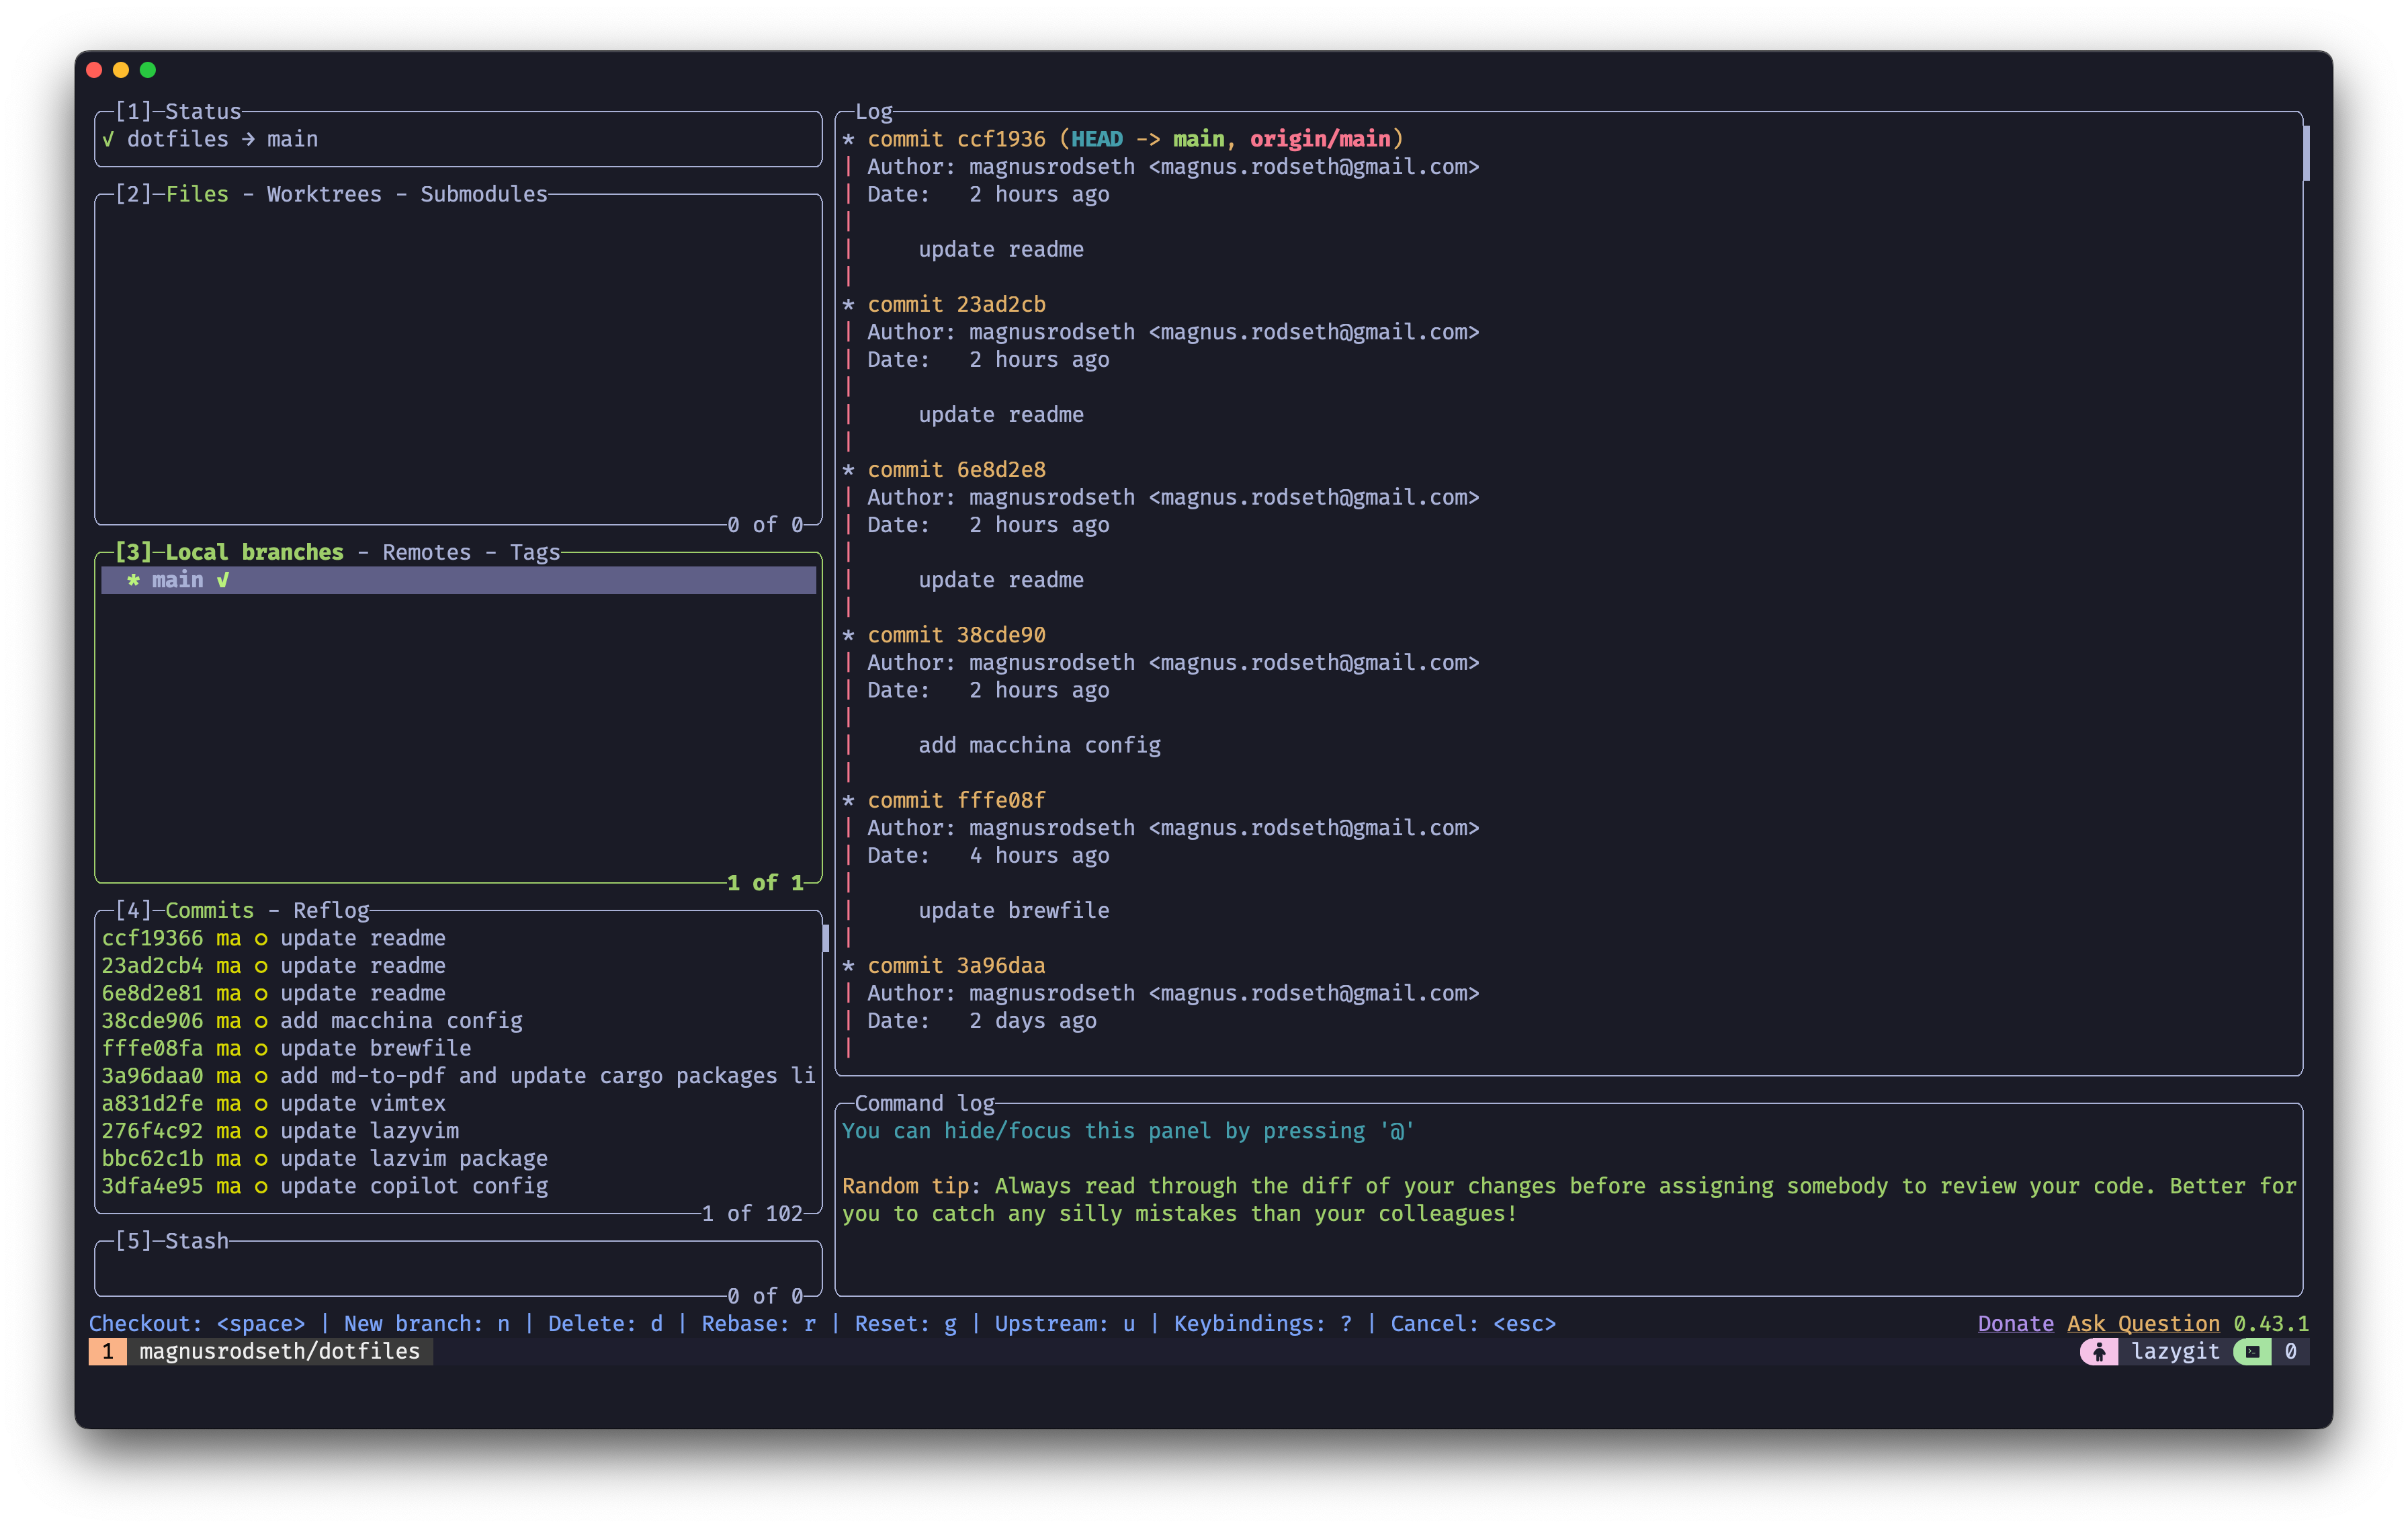 [1]─Status
✓ dotfiles → main
[2]─Files - Worktrees - Submodules
0 of 0
[3]─Local branches - Remotes - Tags
* main ✓
1 of 1
[4]─Commits - Reflog
ccf19366 ma o update readme
23ad2cb4 ma o update readme
6e8d2e81 ma o update readme
38cde906 ma o add macchina config
fffe08fa ma o update brewfile
3a96daa0 ma o add md-to-pdf and update cargo packages li
a831d2fe ma o update vimtex
276f4c92 ma o update lazyvim
bbc62c1b ma o update lazvim package
3dfa4e95 ma o update copilot config
1 of 102
[5]─Stash
0 of 0
Log
* commit ccf1936 (HEAD -> main, origin/main)
| Author: magnusrodseth <magnus.rodseth@gmail.com>
| Date:   2 hours ago
|
|     update readme
|
* commit 23ad2cb
| Author: magnusrodseth <magnus.rodseth@gmail.com>
| Date:   2 hours ago
|
|     update readme
|
* commit 6e8d2e8
| Author: magnusrodseth <magnus.rodseth@gmail.com>
| Date:   2 hours ago
|
|     update readme
|
* commit 38cde90
| Author: magnusrodseth <magnus.rodseth@gmail.com>
| Date:   2 hours ago
|
|     add macchina config
|
* commit fffe08f
| Author: magnusrodseth <magnus.rodseth@gmail.com>
| Date:   4 hours ago
|
|     update brewfile
|
* commit 3a96daa
| Author: magnusrodseth <magnus.rodseth@gmail.com>
| Date:   2 days ago
|
Command log
You can hide/focus this panel by pressing '@'
Random tip: Always read through the diff of your changes before assigning somebody to review your code. Better for
you to catch any silly mistakes than your colleagues!
Checkout: <space> | New branch: n | Delete: d | Rebase: r | Reset: g | Upstream: u | Keybindings: ? | Cancel: <esc> Donate Ask Question 0.43.1
1 magnusrodseth/dotfiles lazygit 0